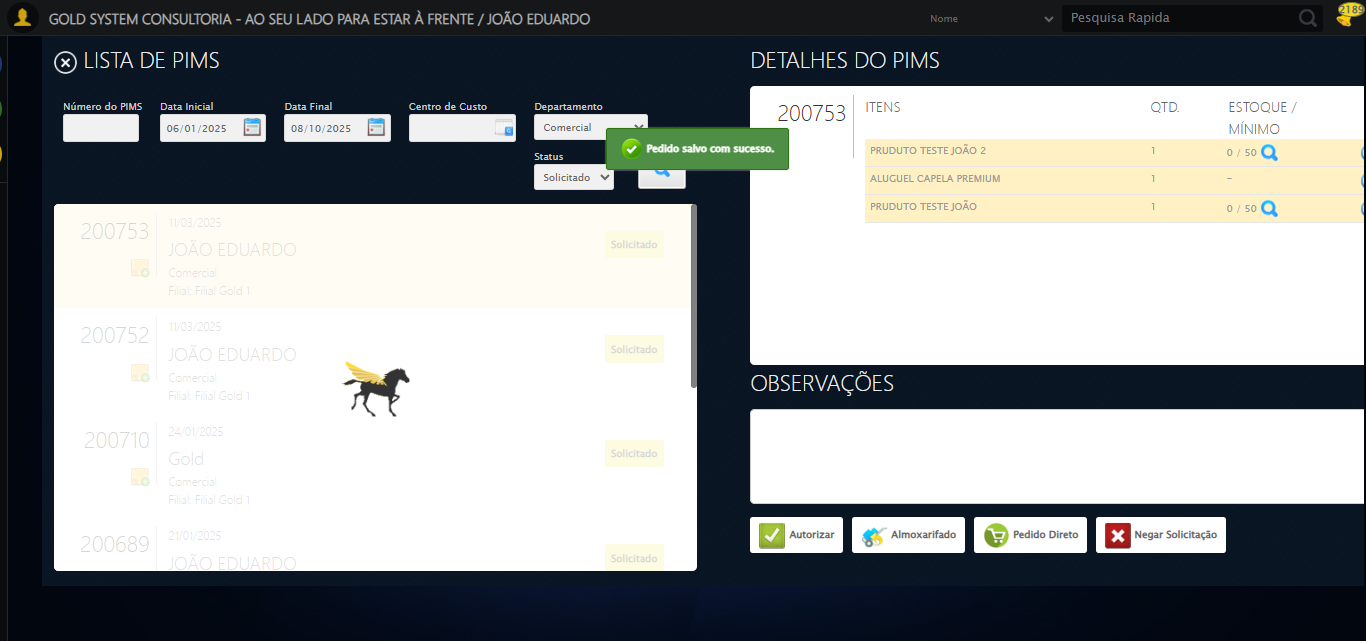 GOLD SYSTEM CONSULTORIA - AO SEU LADO PARA ESTAR À FRENTE / JOÃO EDUARDO
Nome
Pesquisa Rapida
2189
LISTA DE PIMS
Número do PIMS
Data Inicial
Data Final
Centro de Custo
Departamento
06/01/2025
08/10/2025
Comercial
Status
Solicitado
Pedido salvo com sucesso.
200753
11/03/2025
JOÃO EDUARDO
Comercial
Filial: Filial Gold 1
Solicitado
200752
11/03/2025
JOÃO EDUARDO
Comercial
Filial: Filial Gold 1
Solicitado
200710
24/01/2025
Gold
Comercial
Filial: Filial Gold 1
Solicitado
200689
21/01/2025
JOÃO EDUARDO
Solicitado
DETALHES DO PIMS
200753
ITENS
QTD.
ESTOQUE /
MÍNIMO
PRUDUTO TESTE JOÃO 2
1
0 / 50
ALUGUEL CAPELA PREMIUM
1
–
PRUDUTO TESTE JOÃO
1
0 / 50
OBSERVAÇÕES
Autorizar
Almoxarifado
Pedido Direto
Negar Solicitação